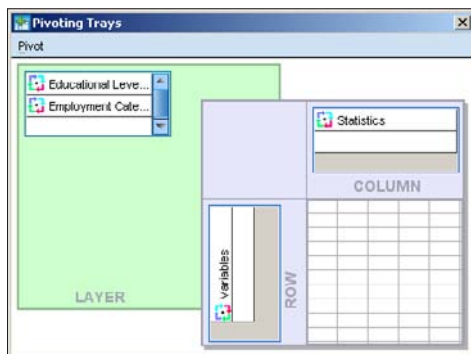 Pivoting Trays
Pivot
Educational Leve...
Employment Cate...
Statistics
COLUMN
Variables
ROW
LAYER